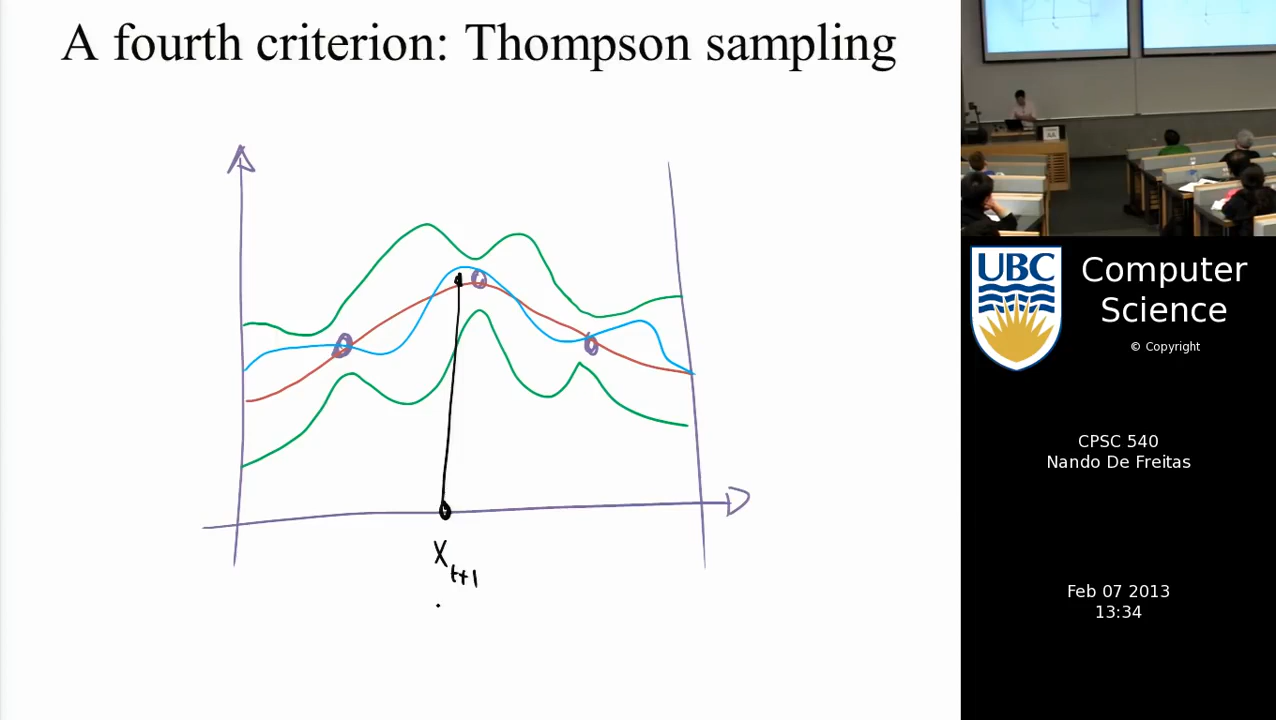 A fourth criterion: Thompson sampling
X t+1
UBC
Computer
Science
© Copyright
CPSC 540
Nando De Freitas
Feb 07 2013
13:34